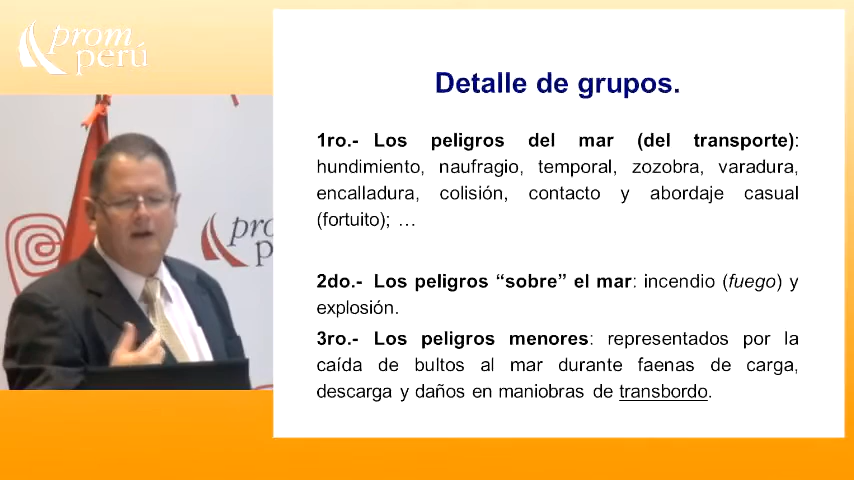 prom
perú
Detalle de grupos.
1ro.- Los peligros del mar (del transporte):
hundimiento, naufragio, temporal, zozobra, varadura,
encalladura, colisión, contacto y abordaje casual
(fortuito); …
2do.- Los peligros “sobre” el mar: incendio (fuego) y
explosión.
3ro.- Los peligros menores: representados por la
caída de bultos al mar durante faenas de carga,
descarga y daños en maniobras de transbordo.
pro
p